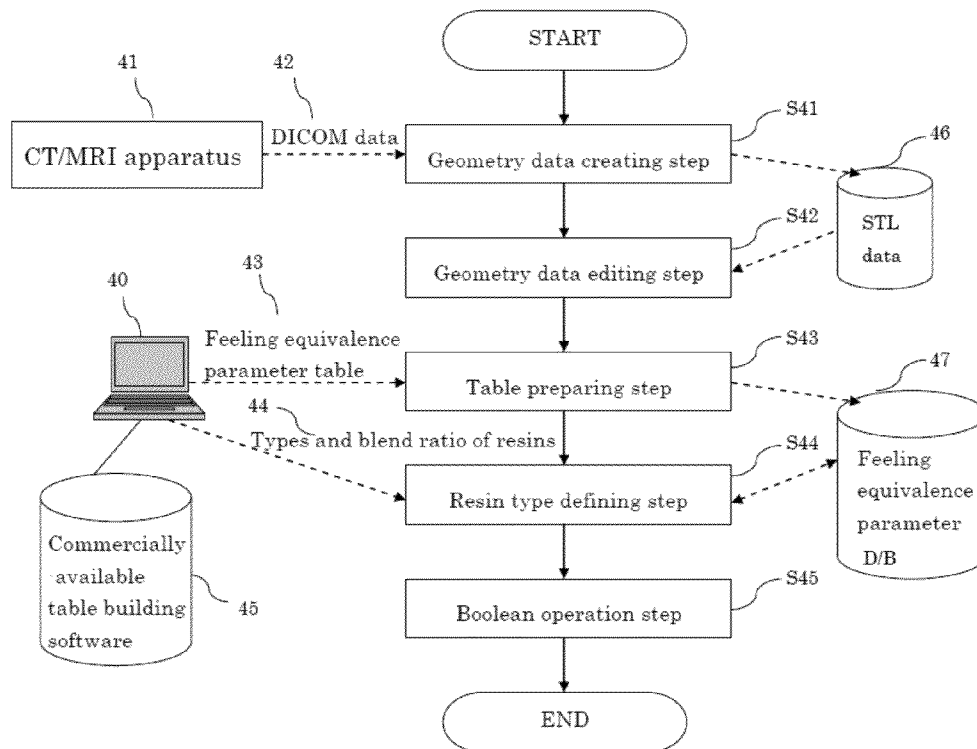 START
41
42
S41
46
CT/MRI apparatus
DICOM data
Geometry data creating step
STL
data
S42
Geometry data editing step
43
40
Feeling equivalence
parameter table
S43
47
Table preparing step
44
Types and blend ratio of resins
S44
Resin type defining step
Feeling
equivalence
parameter
D/B
Commercially
available
table building
software
45
S45
Boolean operation step
END